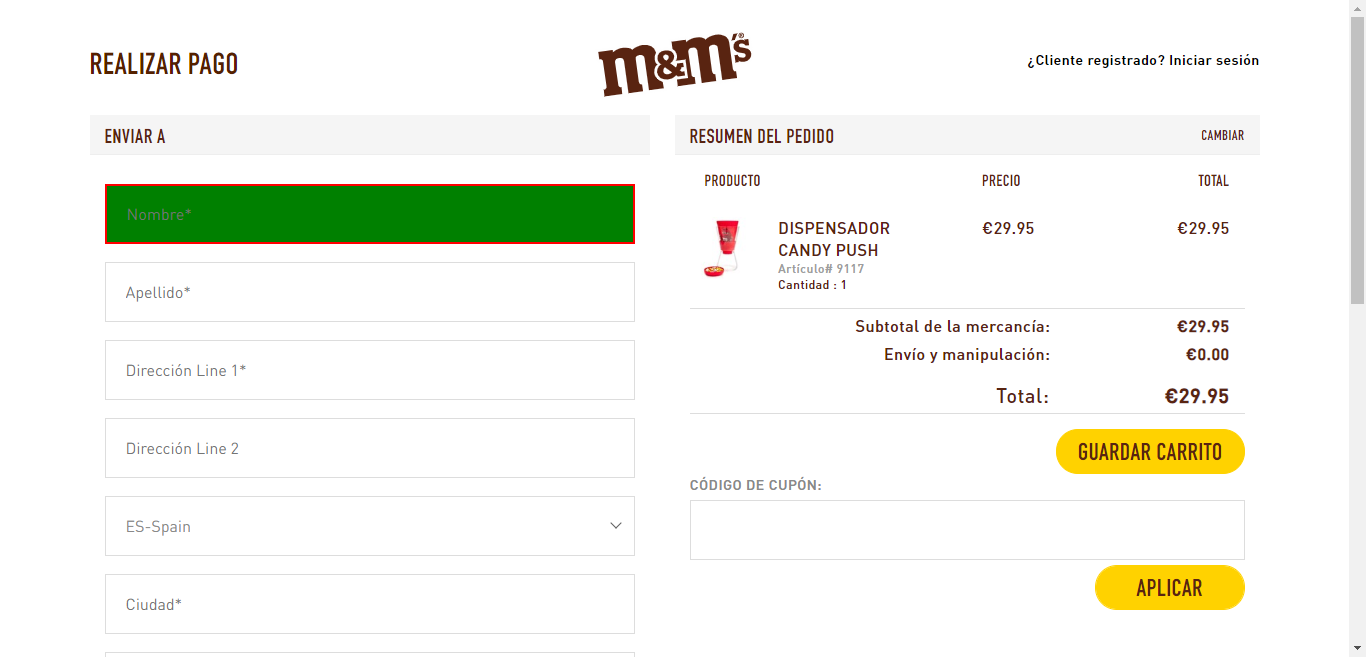 REALIZAR PAGO
m&m's®
¿Cliente registrado? Iniciar sesión
ENVIAR A
Nombre*
Apellido*
Dirección Line 1*
Dirección Line 2
ES-Spain
Ciudad*
RESUMEN DEL PEDIDO
CAMBIAR
PRODUCTO PRECIO TOTAL
DISPENSADOR €29.95 €29.95
CANDY PUSH
Artículo# 9117
Cantidad : 1
Subtotal de la mercancía: €29.95
Envío y manipulación: €0.00
Total: €29.95
GUARDAR CARRITO
CÓDIGO DE CUPÓN:
APLICAR